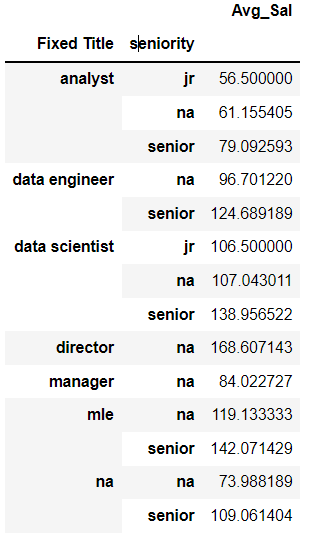 Avg_Sal
Fixed Title seniority
analyst jr 56.500000
na 61.155405
senior 79.092593
data engineer na 96.701220
senior 124.689189
data scientist jr 106.500000
na 107.043011
senior 138.956522
director na 168.607143
manager na 84.022727
mle na 119.133333
senior 142.071429
na na 73.988189
senior 109.061404